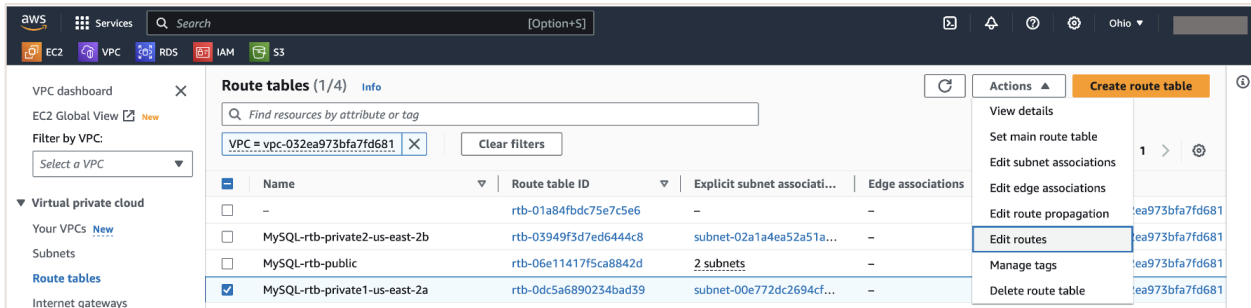 aws Services Search [Option+S] Ohio ▼
EC2 VPC RDS IAM S3
VPC dashboard
EC2 Global View New
Filter by VPC:
Select a VPC
Virtual private cloud
Your VPCs New
Subnets
Route tables
Internet gateways
Route tables (1/4) Info
Actions ▲ Create route table
Find resources by attribute or tag
VPC = vpc-032ea973bfa7fd681 Clear filters
1
Name Route table ID Explicit subnet associati... Edge associations
– rtb-01a84fbdc75e7c5e6 – – ea973bfa7fd681
MySQL-rtb-private2-us-east-2b rtb-03949f3d7ed6444c8 subnet-02a1a4ea52a51a... – ea973bfa7fd681
MySQL-rtb-public rtb-06e11417f5ca8842d 2 subnets – ea973bfa7fd681
MySQL-rtb-private1-us-east-2a rtb-0dc5a6890234bad39 subnet-00e772dc2694cf... – ea973bfa7fd681
View details
Set main route table
Edit subnet associations
Edit edge associations
Edit route propagation
Edit routes
Manage tags
Delete route table